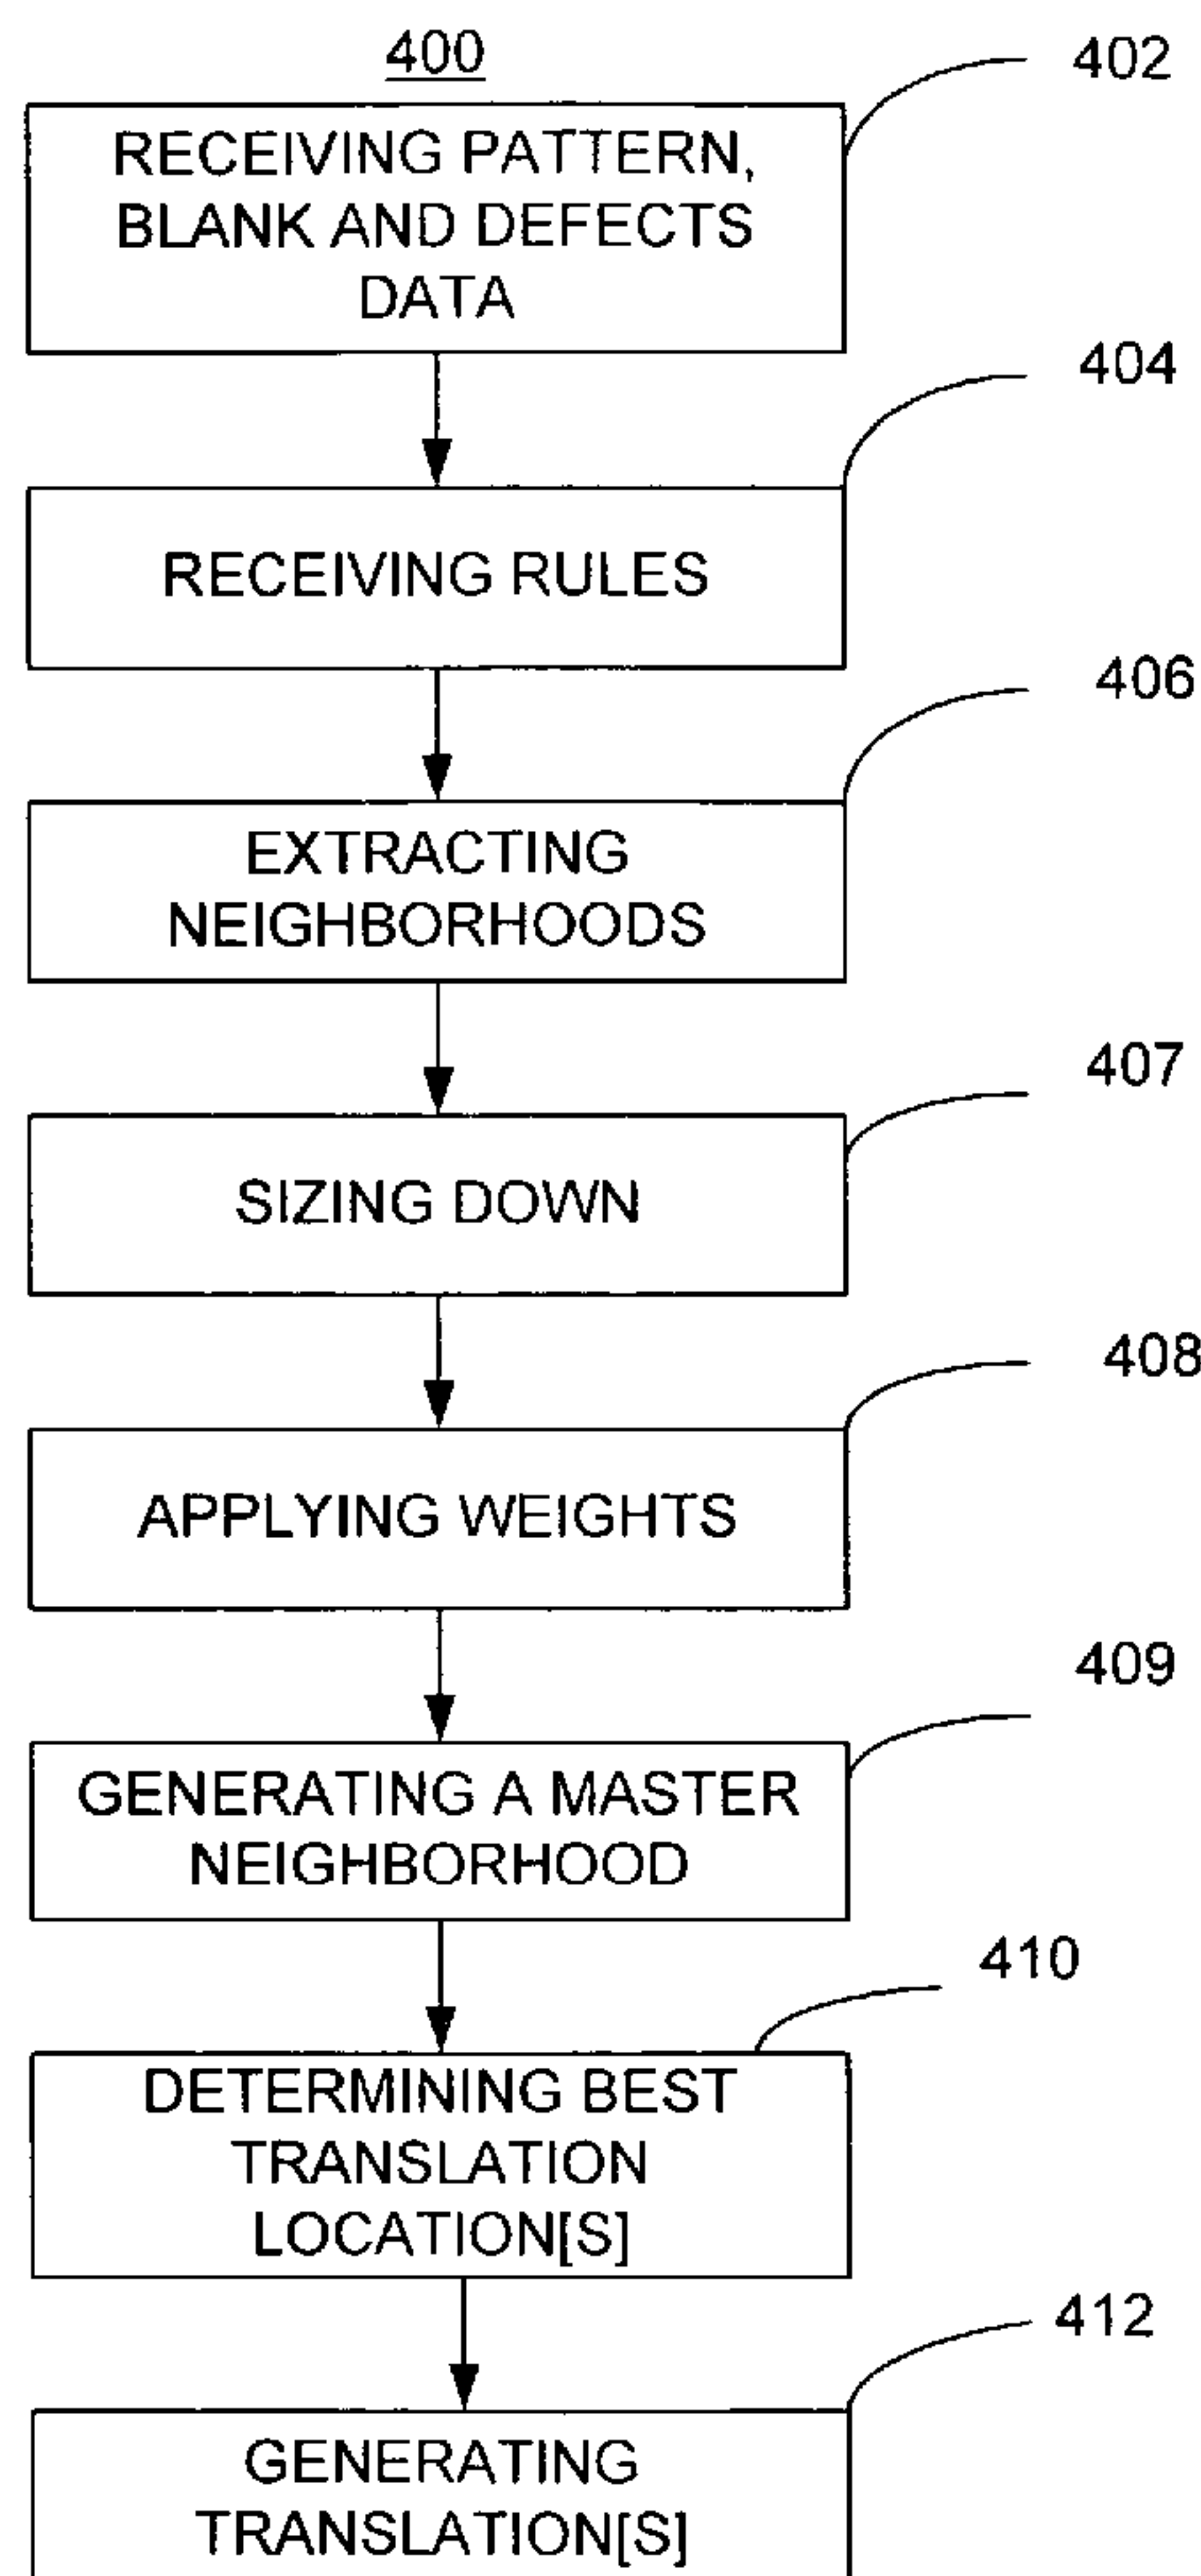 400
402
RECEIVING PATTERN,
BLANK AND DEFECTS
DATA
404
RECEIVING RULES
406
EXTRACTING
NEIGHBORHOODS
407
SIZING DOWN
408
APPLYING WEIGHTS
409
GENERATING A MASTER
NEIGHBORHOOD
410
DETERMINING BEST
TRANSLATION
LOCATION[S]
412
GENERATING
TRANSLATION[S]